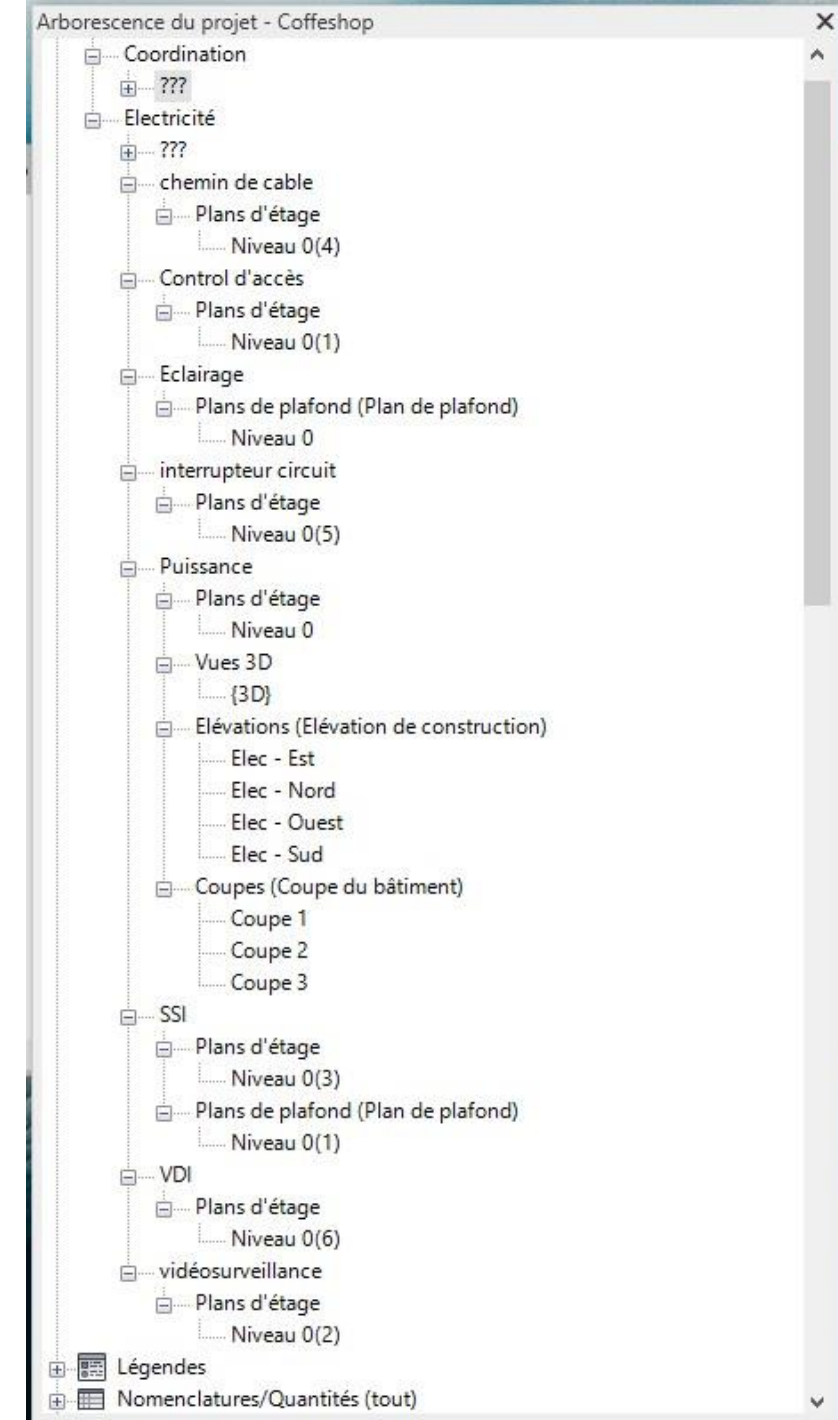 Arborescence du projet - Coffeshop
Coordination
???
Electricité
???
chemin de cable
Plans d'étage
Niveau 0(4)
Control d'accès
Plans d'étage
Niveau 0(1)
Eclairage
Plans de plafond (Plan de plafond)
Niveau 0
interrupteur circuit
Plans d'étage
Niveau 0(5)
Puissance
Plans d'étage
Niveau 0
Vues 3D
{3D}
Elévations (Elévation de construction)
Elec - Est
Elec - Nord
Elec - Ouest
Elec - Sud
Coupes (Coupe du bâtiment)
Coupe 1
Coupe 2
Coupe 3
SSI
Plans d'étage
Niveau 0(3)
Plans de plafond (Plan de plafond)
Niveau 0(1)
VDI
Plans d'étage
Niveau 0(6)
vidéosurveillance
Plans d'étage
Niveau 0(2)
Légendes
Nomenclatures/Quantités (tout)